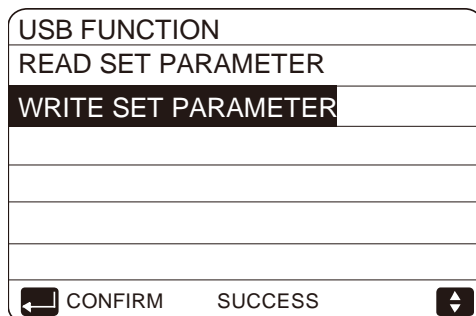 USB FUNCTION
READ SET PARAMETER
WRITE SET PARAMETER
CONFIRM SUCCESS